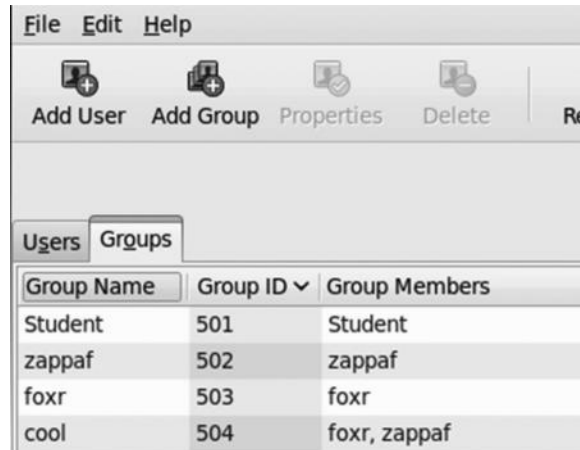 File Edit Help
Add User Add Group Properties Delete Re
Users Groups
Group Name Group ID Group Members
Student 501 Student
zappaf 502 zappaf
foxr 503 foxr
cool 504 foxr, zappaf